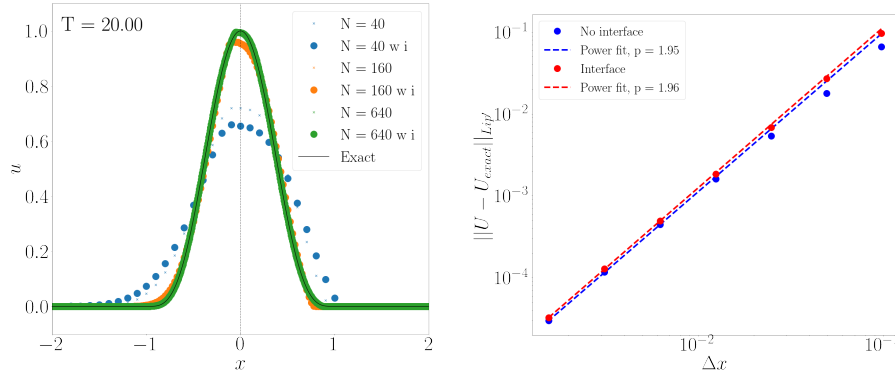 T = 20.00
N = 40
N = 40 w i
N = 160
N = 160 w i
N = 640
N = 640 w i
Exact
1.0
0.8
0.6
0.4
0.2
0.0
u
−2
−1
0
1
2
x
No interface
Power fit, p = 1.95
Interface
Power fit, p = 1.96
10⁻¹
10⁻²
10⁻³
10⁻⁴
||U − U_exact||_Lip′
10⁻²
10⁻
Δx